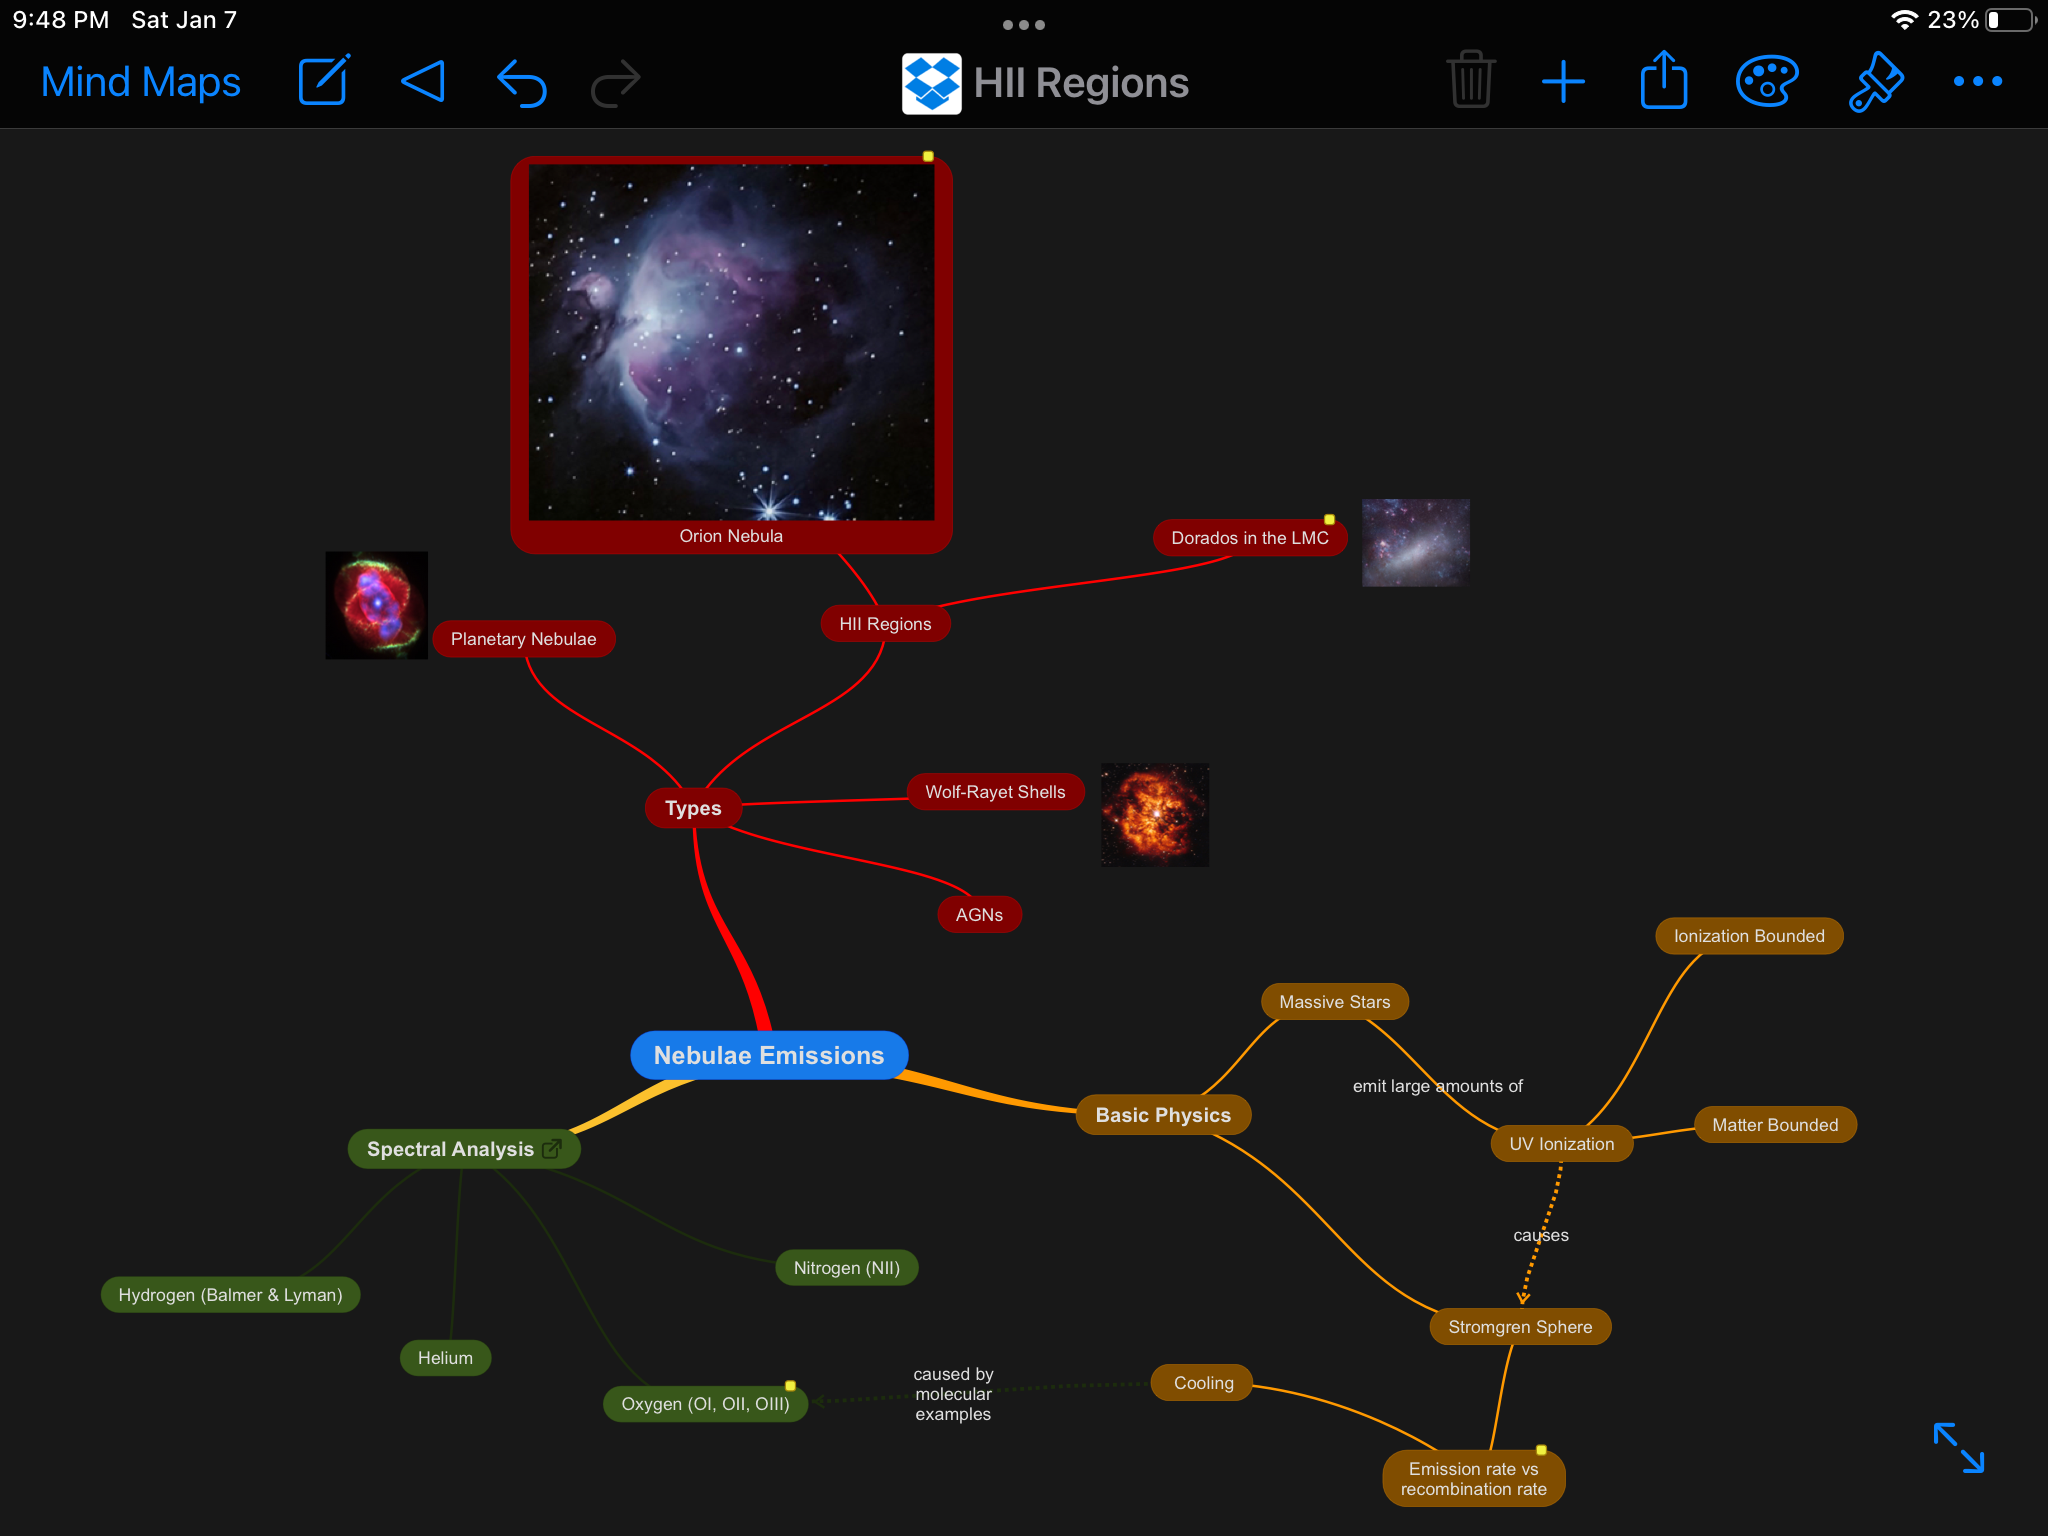 9:48 PM Sat Jan 7
23%
Mind Maps
HII Regions
Orion Nebula
Dorados in the LMC
HII Regions
Planetary Nebulae
Wolf-Rayet Shells
Types
AGNs
Ionization Bounded
Massive Stars
Nebulae Emissions
emit large amounts of
Basic Physics
Matter Bounded
UV Ionization
Spectral Analysis
causes
Nitrogen (NII)
Hydrogen (Balmer & Lyman)
Stromgren Sphere
Helium
caused by
molecular
examples
Cooling
Oxygen (OI, OII, OIII)
Emission rate vs
recombination rate